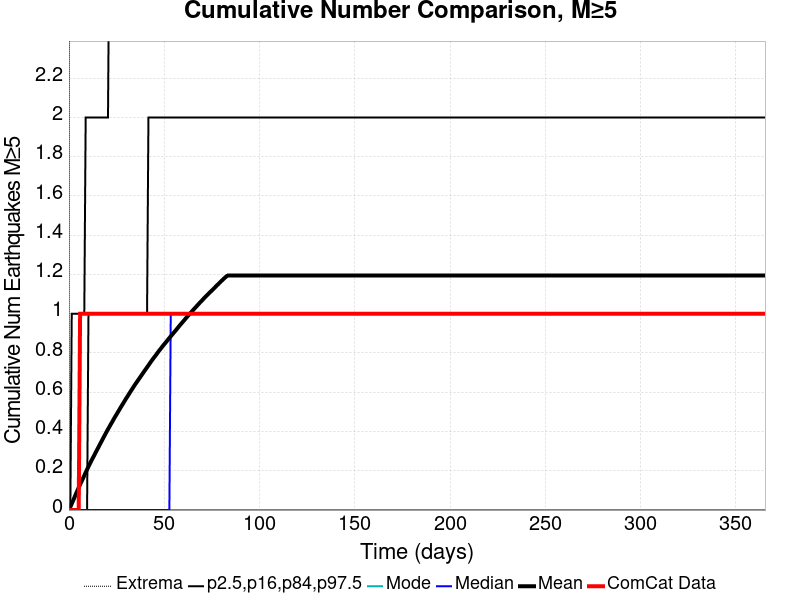 Cumulative Number Comparison, M≥5
Cumulative Num Earthquakes M≥5
2.2
2
1.8
1.6
1.4
1.2
1
0.8
0.6
0.4
0.2
0
0 50 100 150 200 250 300 350
Time (days)
Extrema p2.5,p16,p84,p97.5 Mode Median Mean ComCat Data